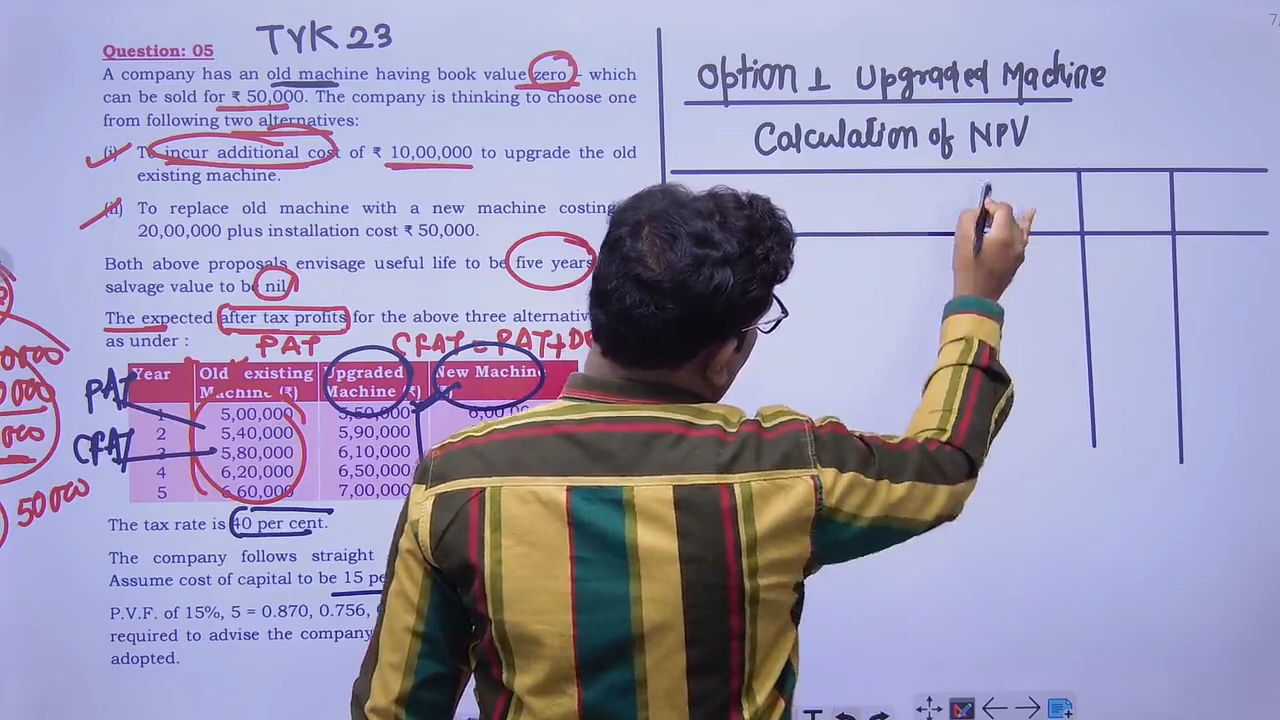 7
TYK 23
Question: 05
A company has an old machine having book value zero - which
can be sold for ₹ 50,000. The company is thinking to choose one
from following two alternatives:
(i) To incur additional cost of ₹ 10,00,000 to upgrade the old
existing machine.
(ii) To replace old machine with a new machine costing
20,00,000 plus installation cost ₹ 50,000.
Both above proposals envisage useful life to be five years
salvage value to be nil
The expected after tax profits for the above three
as under :
PAT CFAT = PAT + D
Year Old existing Machine (₹) Upgraded Machine (₹) New Machine
1 5,00,000 5,50,000 6,00,00
2 5,40,000 5,90,000
3 5,80,000 6,10,000
4 6,20,000 6,50,000
5 6,60,000 7,00,000
PAT
CFAT
50000
The tax rate is 40 per cent.
The company follows straight
Assume cost of capital to be 15
P.V.F. of 15%, 5 = 0.870, 0.756,
required to advise the company
adopted.
Option 1 Upgraded Machine
Calculation of NPV